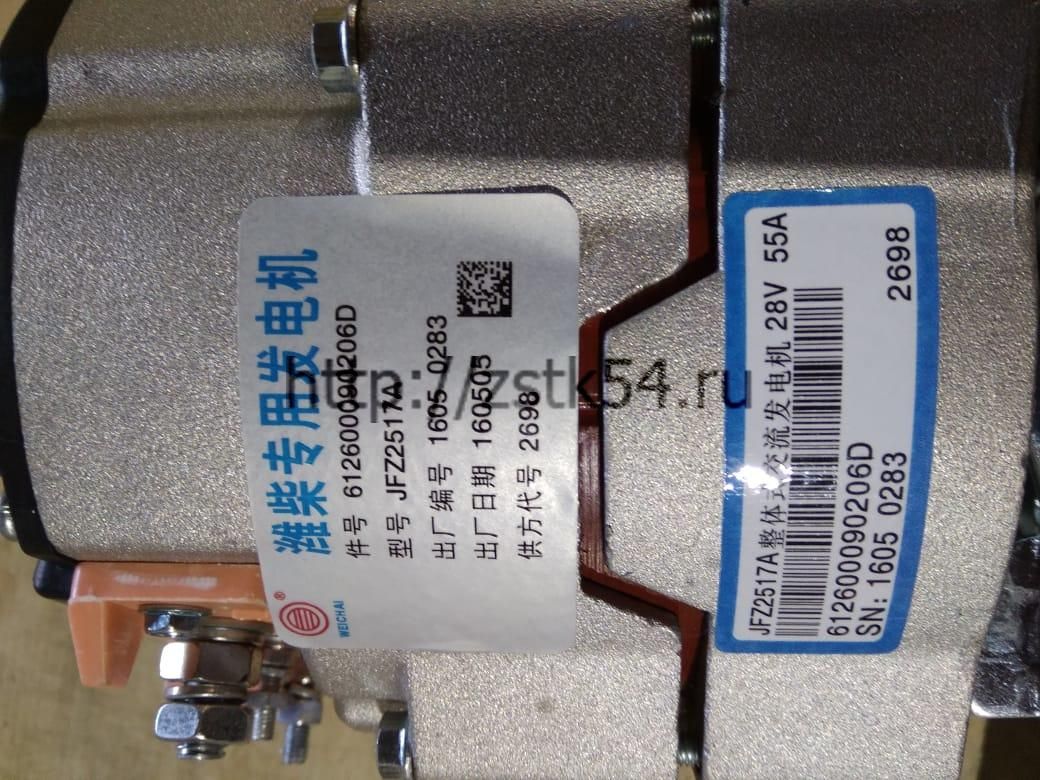 潍柴专用发电机
件号 612600090206D
型号 JFZ2517A
出厂编号 1605 0283
出厂日期 160505
供方代号 2698
®
WEICHAI
JFZ2517A整体式交流发电机 28V 55A
612600090206D
SN: 1605 0283 2698
http://zstk54.ru